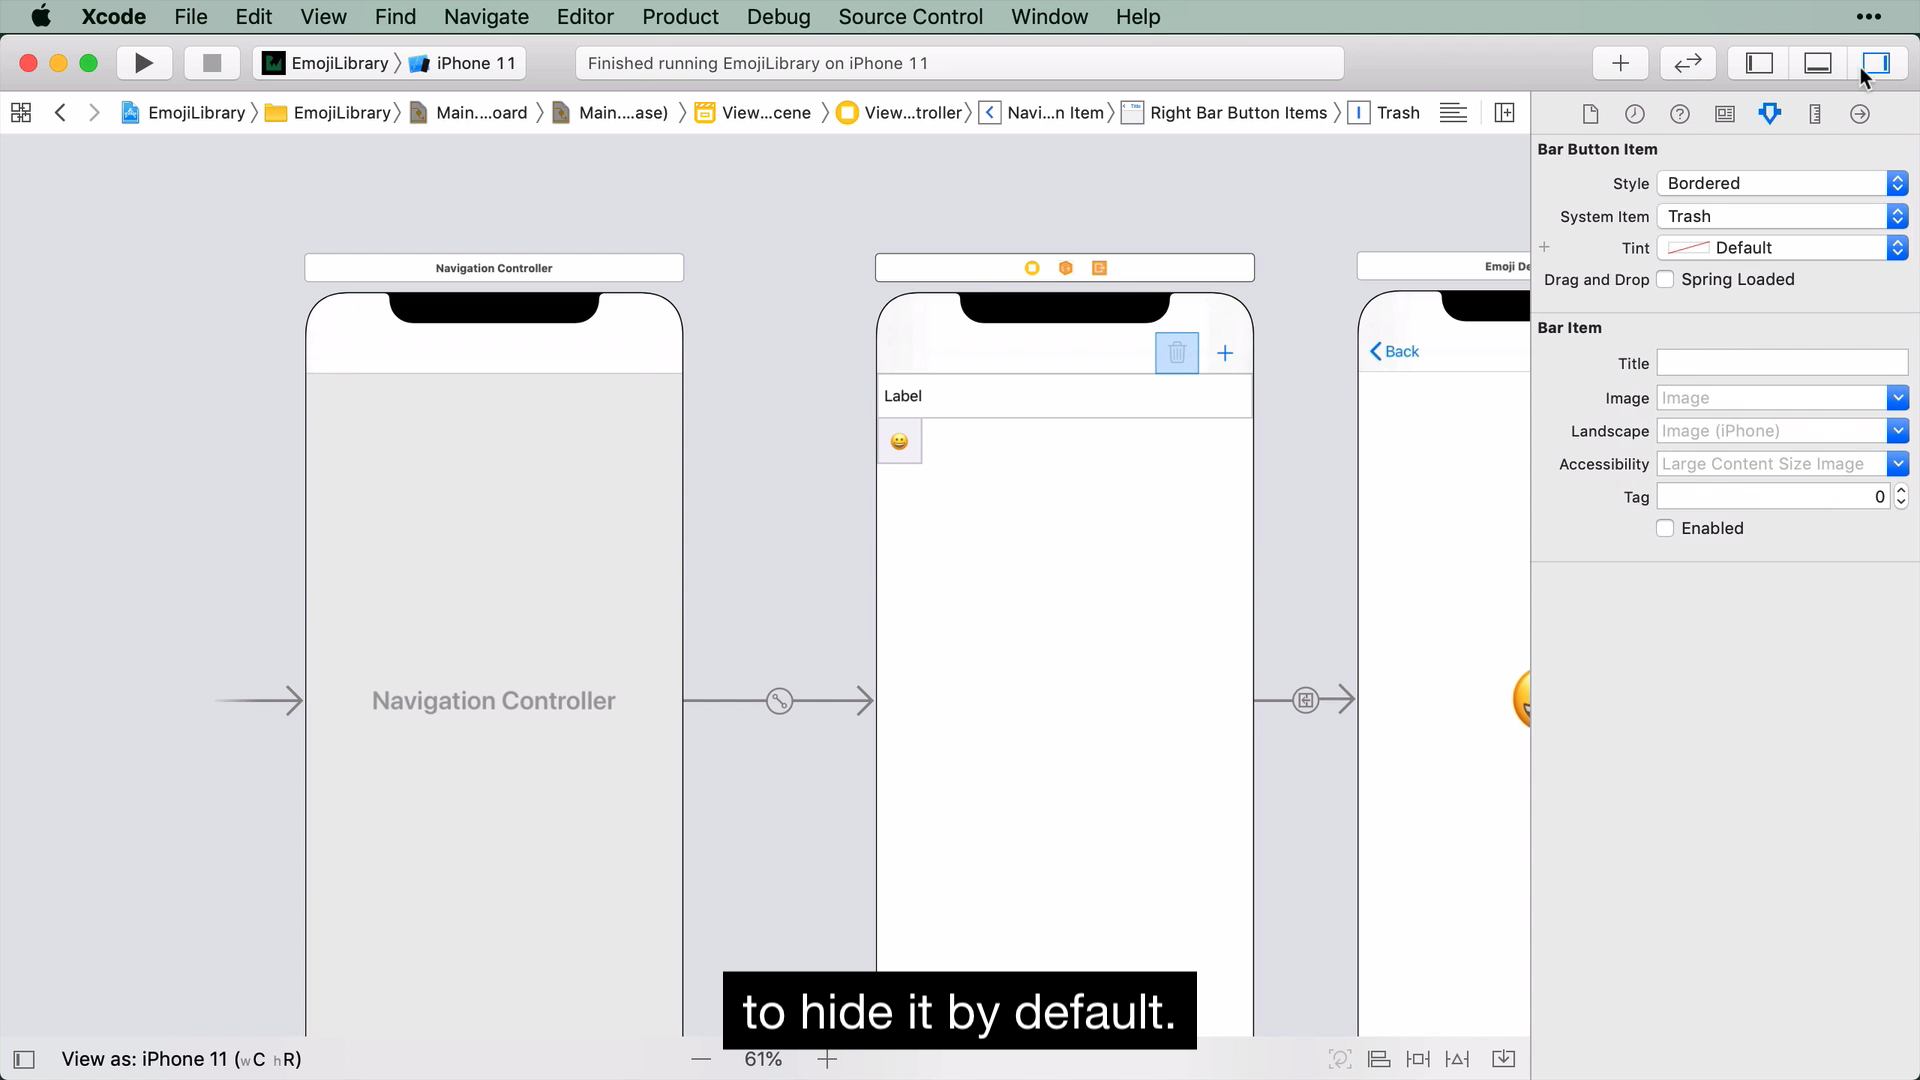 Xcode File Edit View Find Navigate Editor Product Debug Source Control Window Help
EmojiLibrary iPhone 11
Finished running EmojiLibrary on iPhone 11
EmojiLibrary EmojiLibrary Main....oard Main....ase) View...cene View...troller Navi...n Item Right Bar Button Items Trash
Bar Button Item
Style Bordered
System Item Trash
+ Tint Default
Drag and Drop Spring Loaded
Bar Item
Title
Image Image
Landscape Image (iPhone)
Accessibility Large Content Size Image
Tag 0
Enabled
Navigation Controller
Emoji De
Back
Label
Navigation Controller
to hide it by default.
View as: iPhone 11 (wC hR)
61%